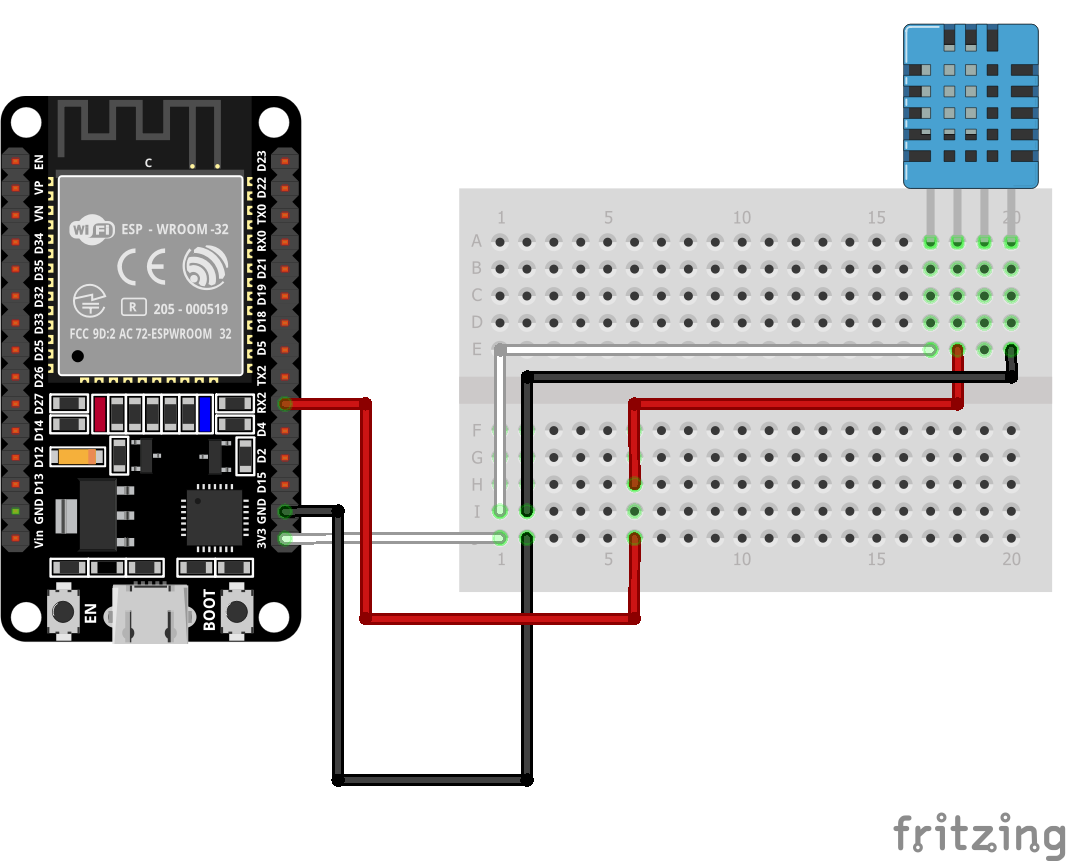 C
EN
VP
VN
D34
D35
D32
D33
D25
D26
D27
D14
D12
D13
GND
Vin
D23
D22
TX0
RX0
D21
D19
D18
D5
TX2
RX2
D4
D2
D15
GND
3V3
WiFi
ESP - WROOM -32
CE
R 205 - 000519
FCC 9D:2 AC 72-ESPWROOM 32
EN
BOOT
1 5 10 15 20
A
B
C
D
E
F
G
H
I
1 5 10 15 20
fritzing